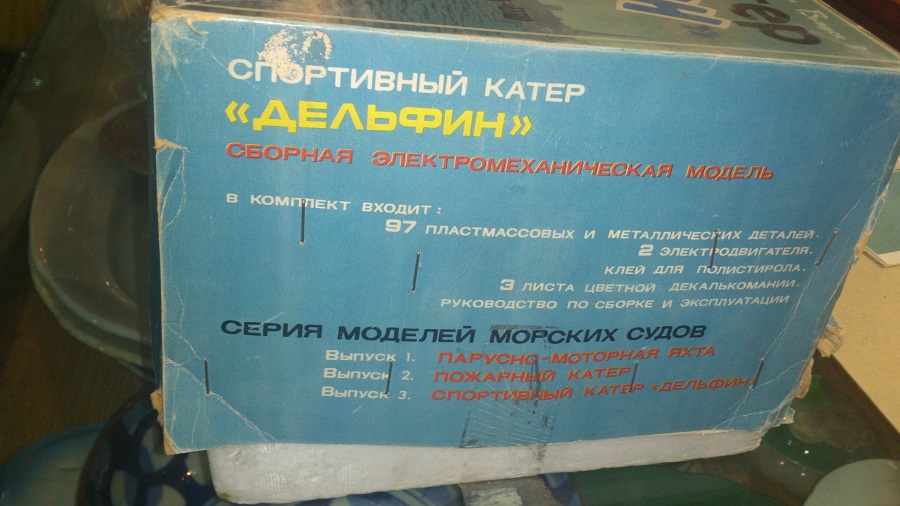 СПОРТИВНЫЙ КАТЕР
«ДЕЛЬФИН»
СБОРНАЯ ЭЛЕКТРОМЕХАНИЧЕСКАЯ МОДЕЛЬ
В КОМПЛЕКТ ВХОДИТ :
97 ПЛАСТМАССОВЫХ И МЕТАЛЛИЧЕСКИХ ДЕТАЛЕЙ.
2 ЭЛЕКТРОДВИГАТЕЛЯ.
КЛЕЙ ДЛЯ ПОЛИСТИРОЛА.
3 ЛИСТА ЦВЕТНОЙ ДЕКАЛЬКОМАНИИ.
РУКОВОДСТВО ПО СБОРКЕ И ЭКСПЛУАТАЦИИ
СЕРИЯ МОДЕЛЕЙ МОРСКИХ СУДОВ
Выпуск 1. ПАРУСНО-МОТОРНАЯ ЯХТА
Выпуск 2. ПОЖАРНЫЙ КАТЕР
Выпуск 3. СПОРТИВНЫЙ КАТЕР «ДЕЛЬФИН»